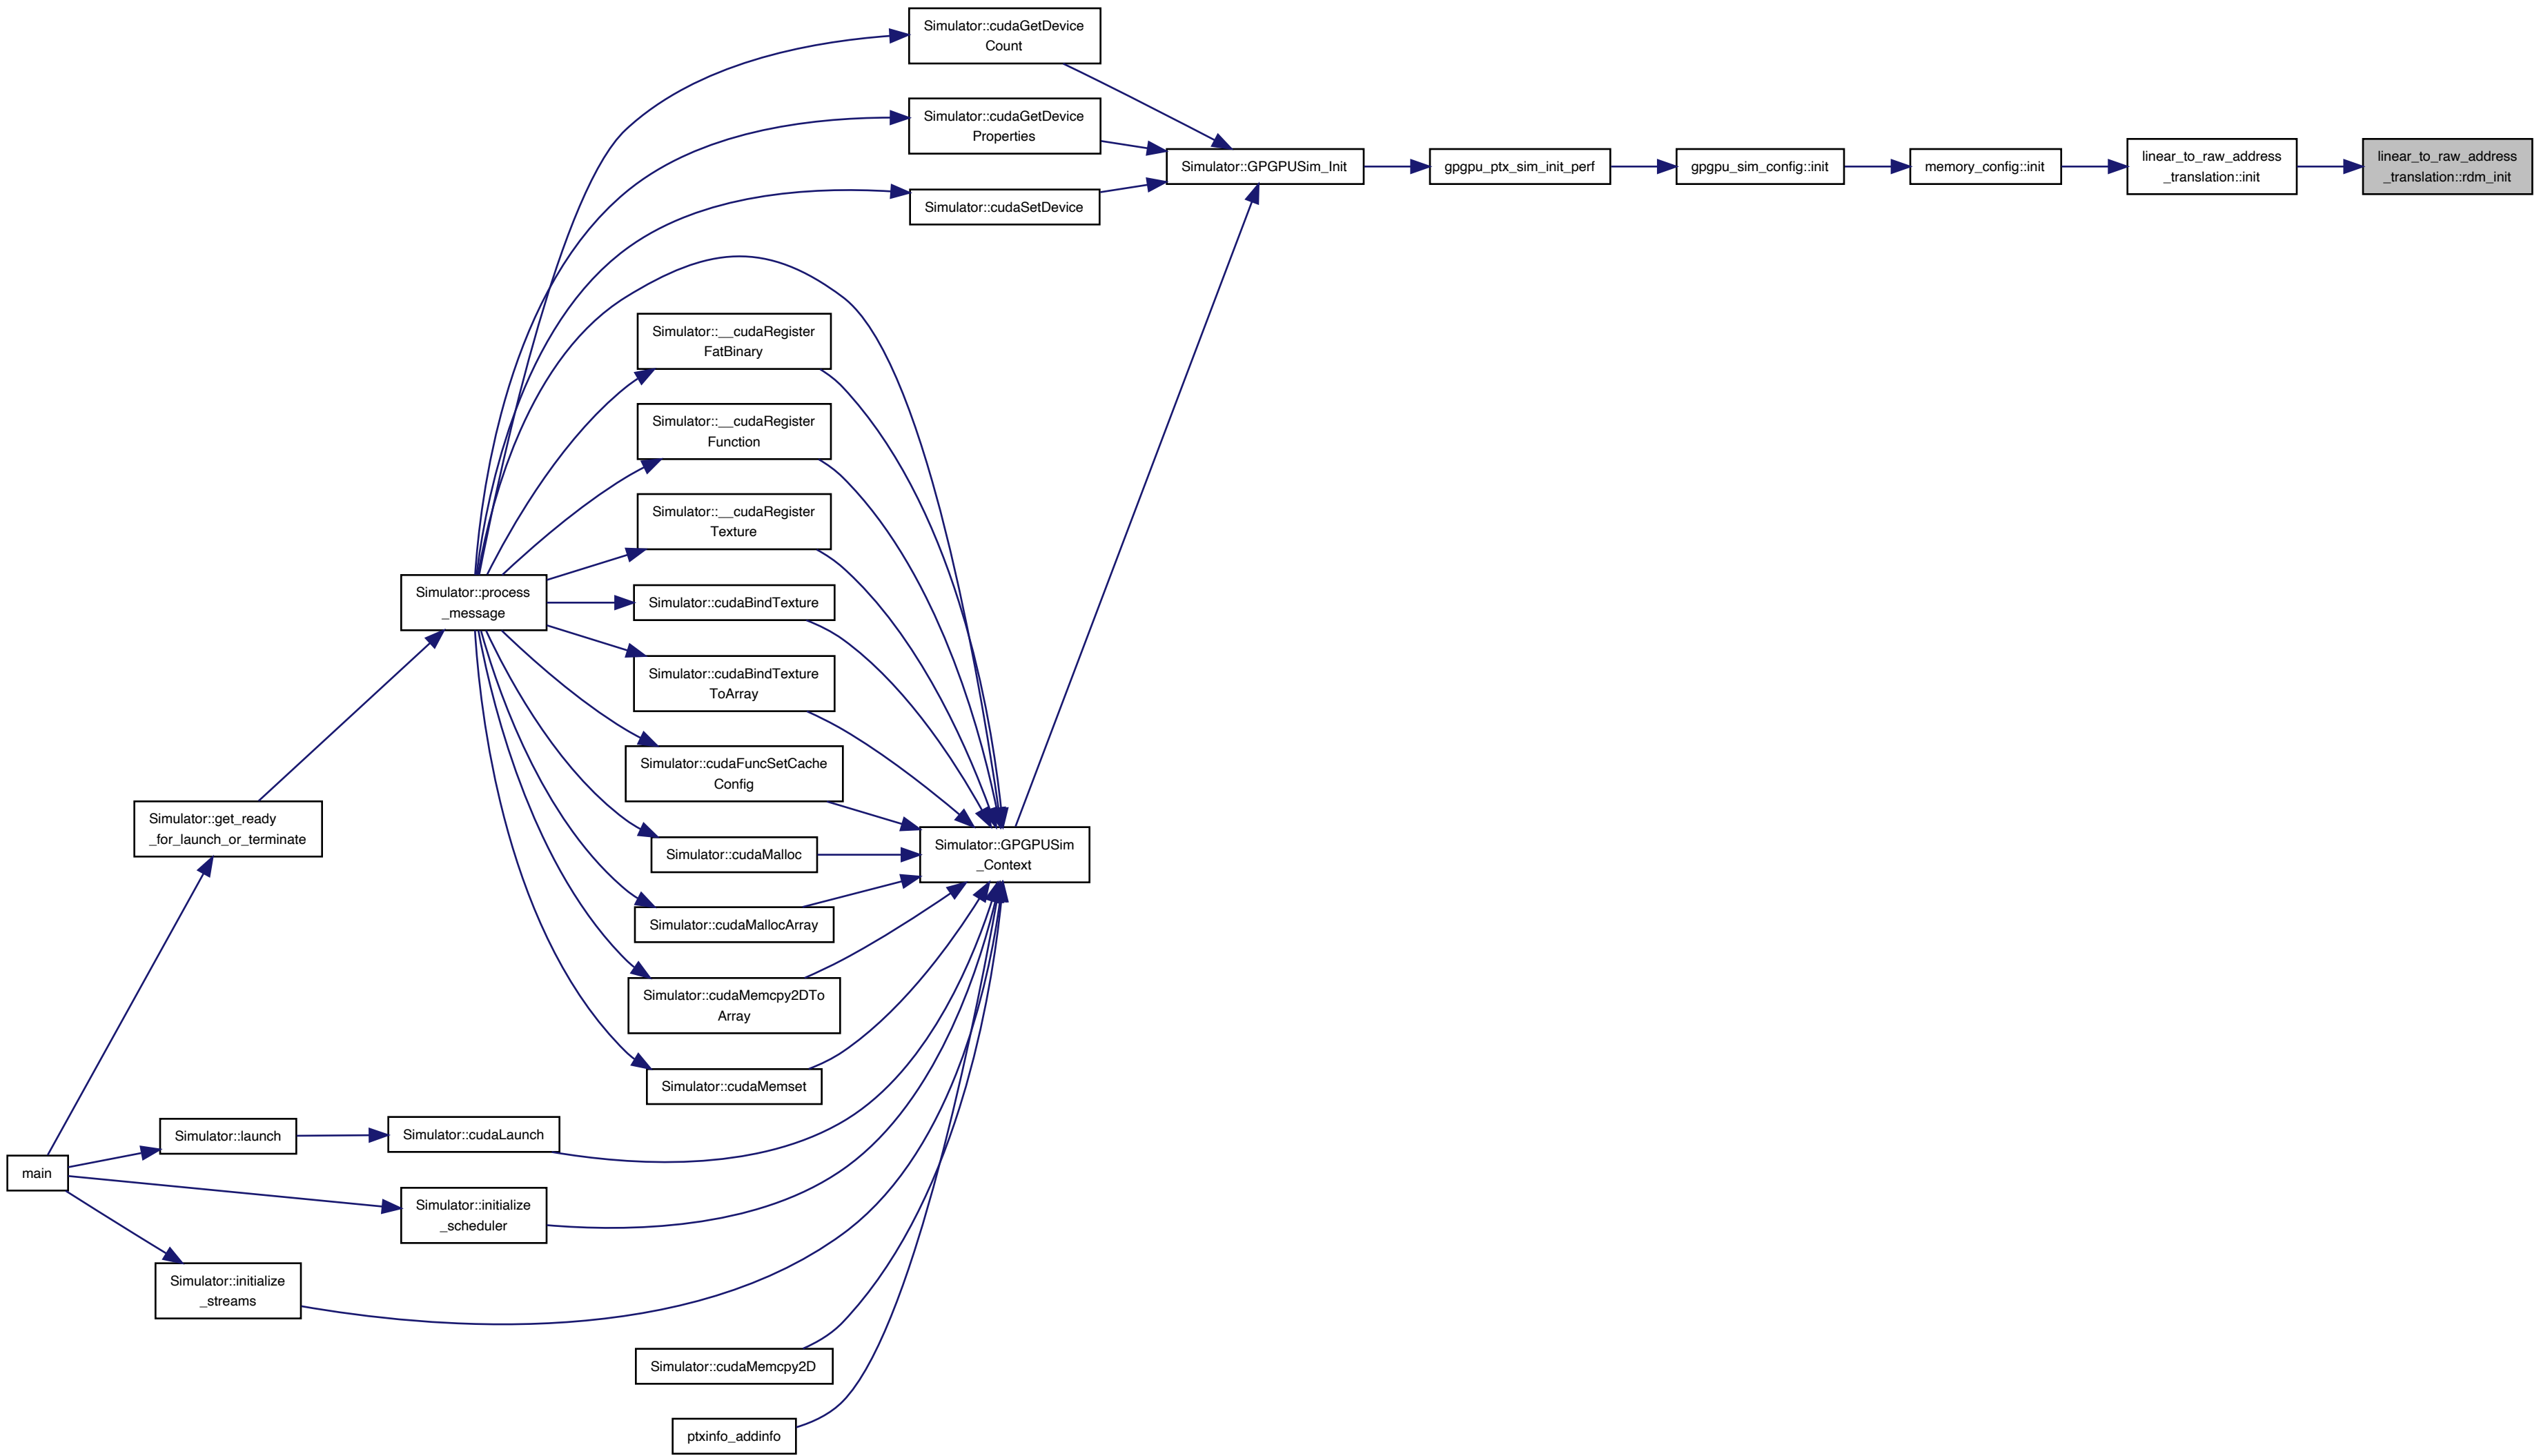 Simulator::cudaGetDevice
Count
Simulator::cudaGetDevice
Properties
Simulator::GPGPUSim_Init
gpgpu_ptx_sim_init_perf
gpgpu_sim_config::init
memory_config::init
linear_to_raw_address
_translation::init
linear_to_raw_address
_translation::rdm_init
Simulator::cudaSetDevice
Simulator::__cudaRegister
FatBinary
Simulator::__cudaRegister
Function
Simulator::__cudaRegister
Texture
Simulator::process
_message
Simulator::cudaBindTexture
Simulator::cudaBindTexture
ToArray
Simulator::cudaFuncSetCache
Config
Simulator::get_ready
_for_launch_or_terminate
Simulator::cudaMalloc
Simulator::GPGPUSim
_Context
Simulator::cudaMallocArray
Simulator::cudaMemcpy2DTo
Array
Simulator::cudaMemset
Simulator::launch
Simulator::cudaLaunch
main
Simulator::initialize
_scheduler
Simulator::initialize
_streams
Simulator::cudaMemcpy2D
ptxinfo_addinfo